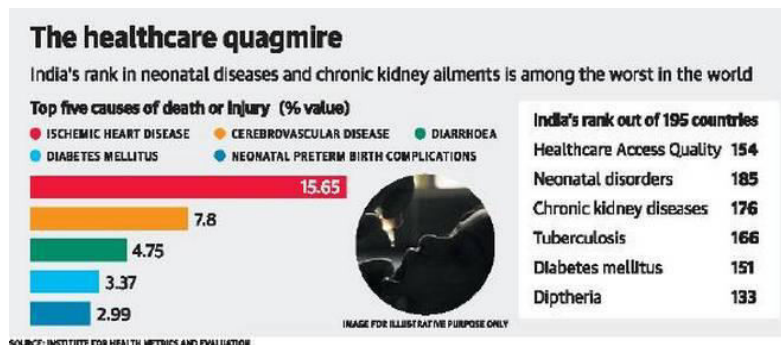 The healthcare quagmire
India's rank in neonatal diseases and chronic kidney ailments is among the worst in the world
Top five causes of death or injury (% value)
ISCHEMIC HEART DISEASE CEREBROVASCULAR DISEASE DIARRHOEA
DIABETES MELLITUS NEONATAL PRETERM BIRTH COMPLICATIONS
15.65
7.8
4.75
3.37
2.99
IMAGE FOR ILLUSTRATIVE PURPOSE ONLY
India's rank out of 195 countries
Healthcare Access Quality 154
Neonatal disorders 185
Chronic kidney diseases 176
Tuberculosis 166
Diabetes mellitus 151
Diptheria 133
SOURCE: INSTITUTE FOR HEALTH METRICS AND EVALUATION